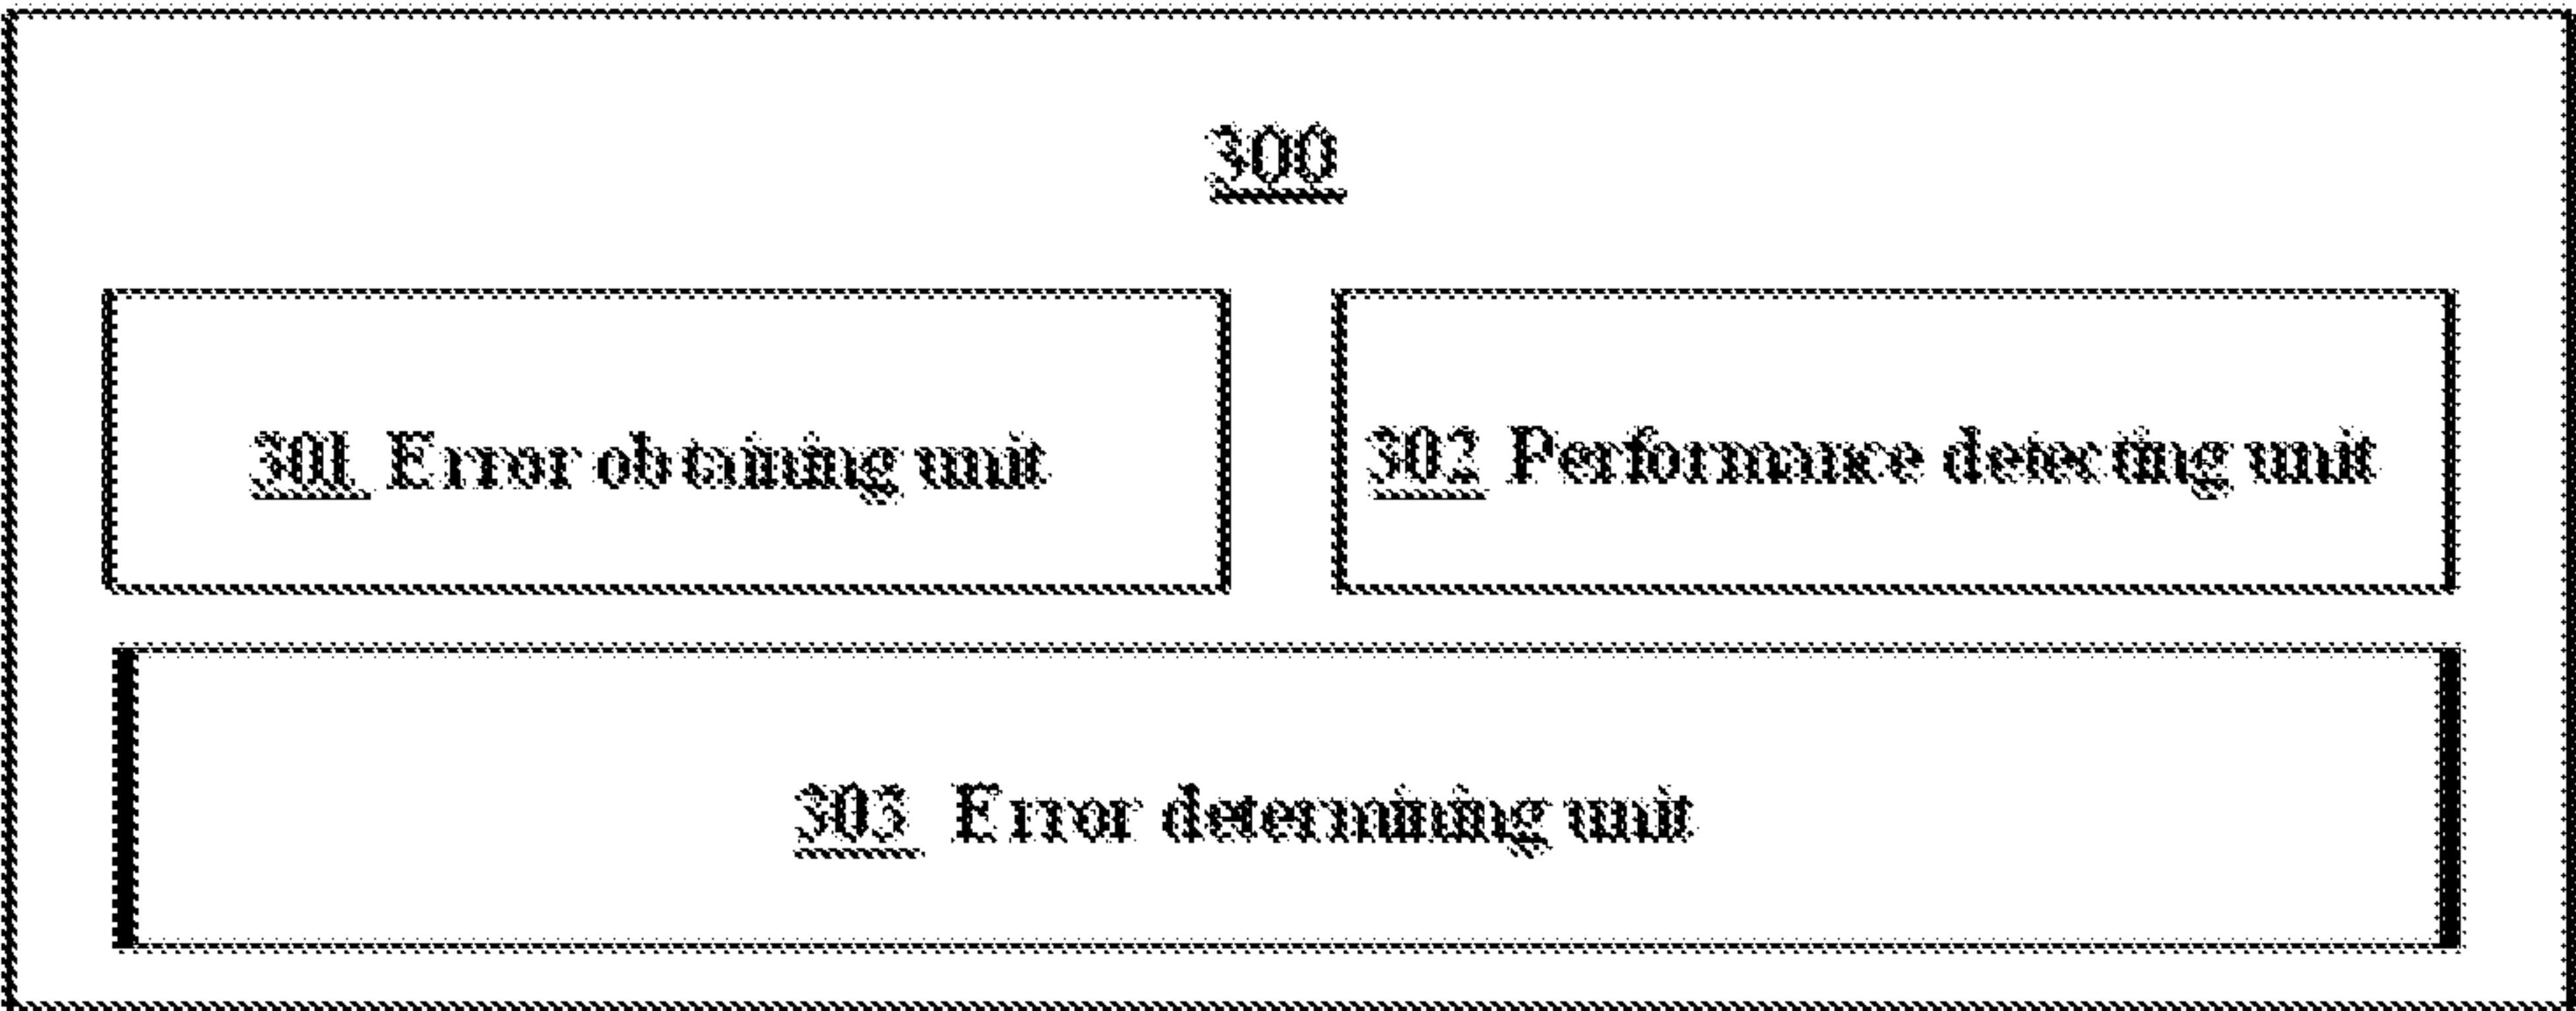 300
301 Error obtaining unit
302 Performance detecting unit
303 Error determining unit